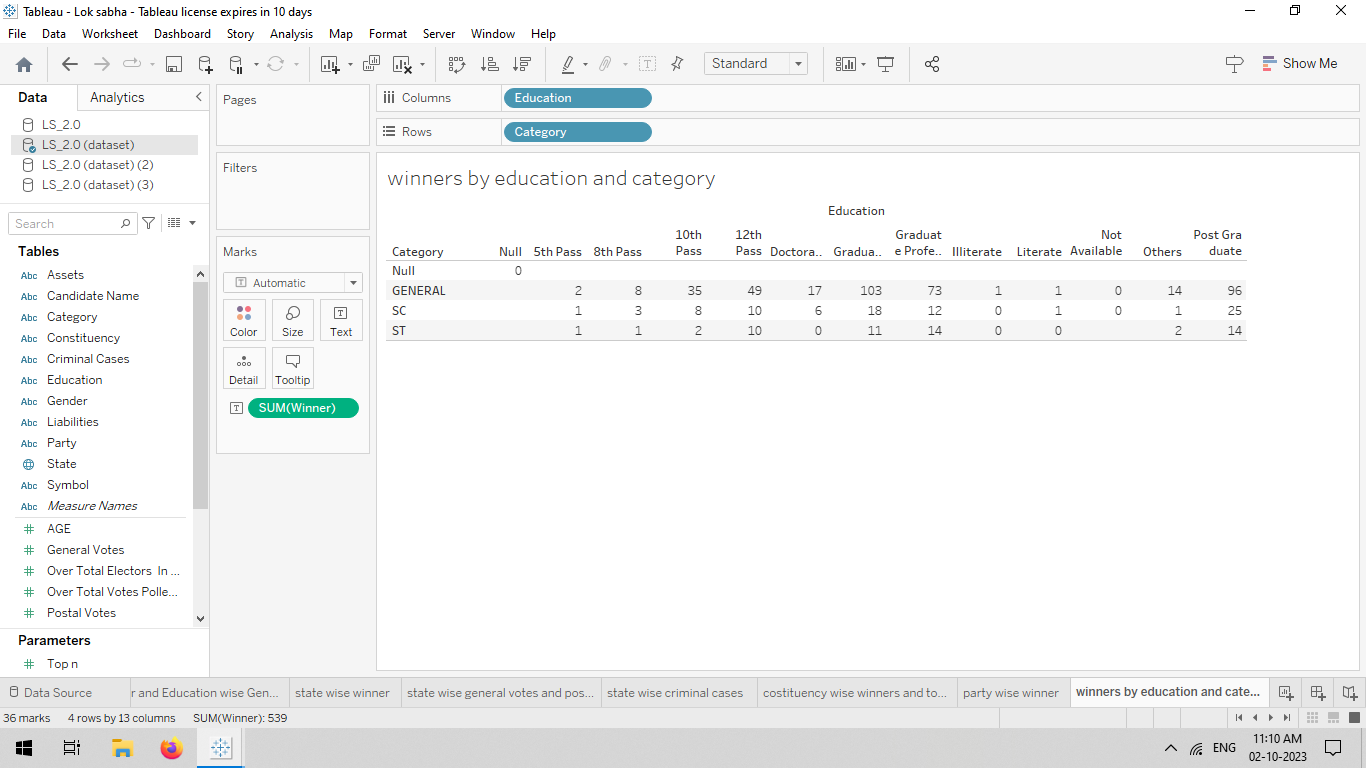 Tableau - Lok sabha - Tableau license expires in 10 days
File Data Worksheet Dashboard Story Analysis Map Format Server Window Help
Standard
Show Me
Data Analytics
LS_2.0
LS_2.0 (dataset)
LS_2.0 (dataset) (2)
LS_2.0 (dataset) (3)
Search
Tables
Abc Assets
Abc Candidate Name
Abc Category
Abc Constituency
Abc Criminal Cases
Abc Education
Abc Gender
Abc Liabilities
Abc Party
State
Abc Symbol
Abc Measure Names
# AGE
# General Votes
# Over Total Electors In ...
# Over Total Votes Polle...
# Postal Votes
Parameters
# Top n
Pages
Filters
Marks
T Automatic
Color Size Text
Detail Tooltip
T SUM(Winner)
Columns Education
Rows Category
winners by education and category
Education
Category Null 5th Pass 8th Pass 10th Pass 12th Pass Doctora.. Gradua.. Graduat e Profe.. Illiterate Literate Not Available Others Post Gra duate
Null 0
GENERAL 2 8 35 49 17 103 73 1 1 0 14 96
SC 1 3 8 10 6 18 12 0 1 0 1 25
ST 1 1 2 10 0 11 14 0 0 2 14
Data Source r and Education wise Gen... state wise winner state wise general votes and pos... state wise criminal cases costituency wise winners and to... party wise winner winners by education and cate...
36 marks 4 rows by 13 columns SUM(Winner): 539
ENG
11:10 AM
02-10-2023